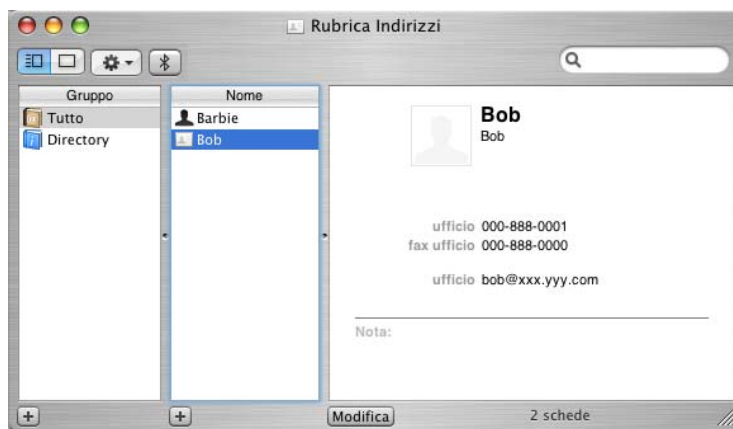 Rubrica Indirizzi
Gruppo
Tutto
Directory
Nome
Barbie
Bob
Bob
Bob
ufficio 000-888-0001
fax ufficio 000-888-0000
ufficio bob@xxx.yyy.com
Nota:
Modifica
2 schede